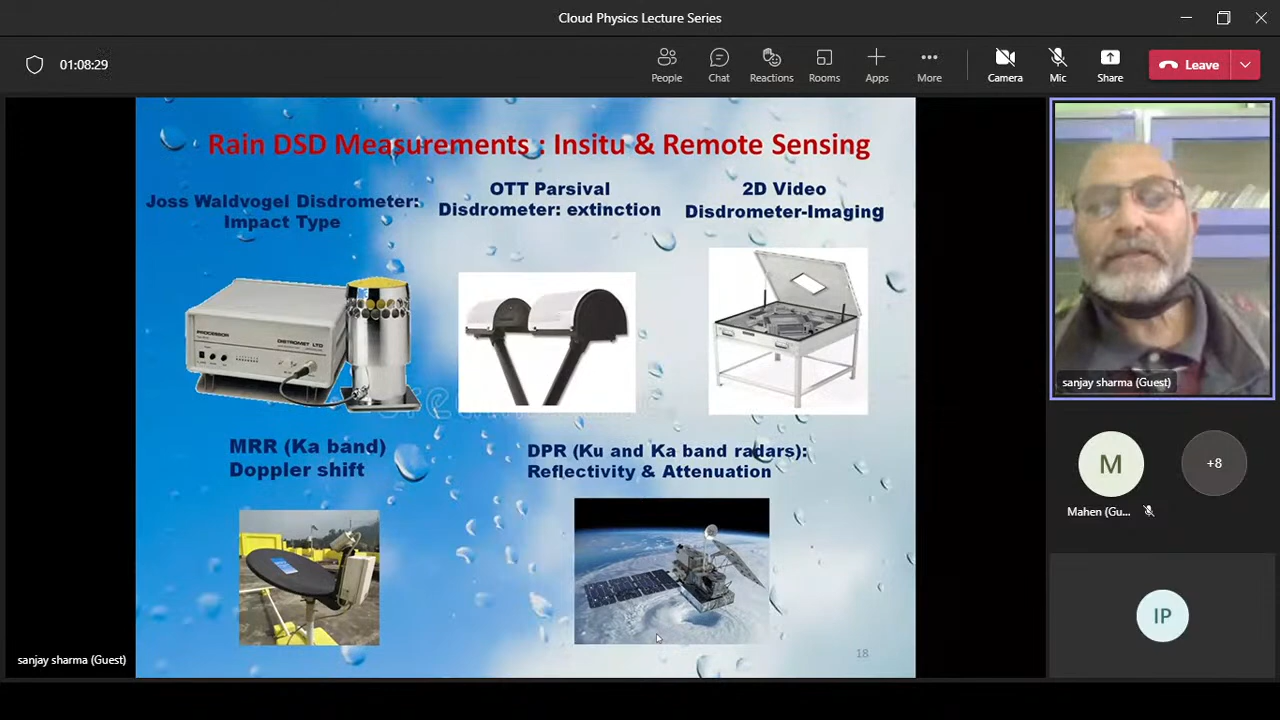 Cloud Physics Lecture Series
01:08:29
People
Chat
Reactions
Rooms
Apps
More
Camera
Mic
Share
Leave
Rain DSD Measurements : Insitu & Remote Sensing
Joss Waldvogel Disdrometer:
Impact Type
OTT Parsival
Disdrometer: extinction
2D Video
Disdrometer-Imaging
PROCESSOR
DISTROMET LTD
MRR (Ka band)
Doppler shift
DPR (Ku and Ka band radars):
Reflectivity & Attenuation
18
sanjay sharma (Guest)
sanjay sharma (Guest)
M
+8
Mahen (Gu...
IP